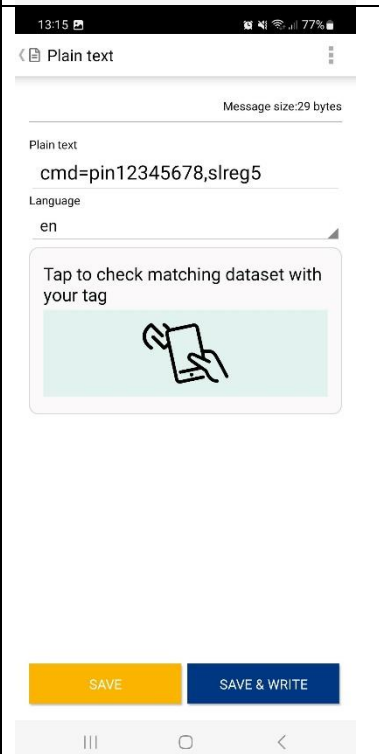 13:15 77%
Plain text
Message size:29 bytes
Plain text
cmd=pin12345678,slreg5
Language
en
Tap to check matching dataset with
your tag
SAVE SAVE & WRITE